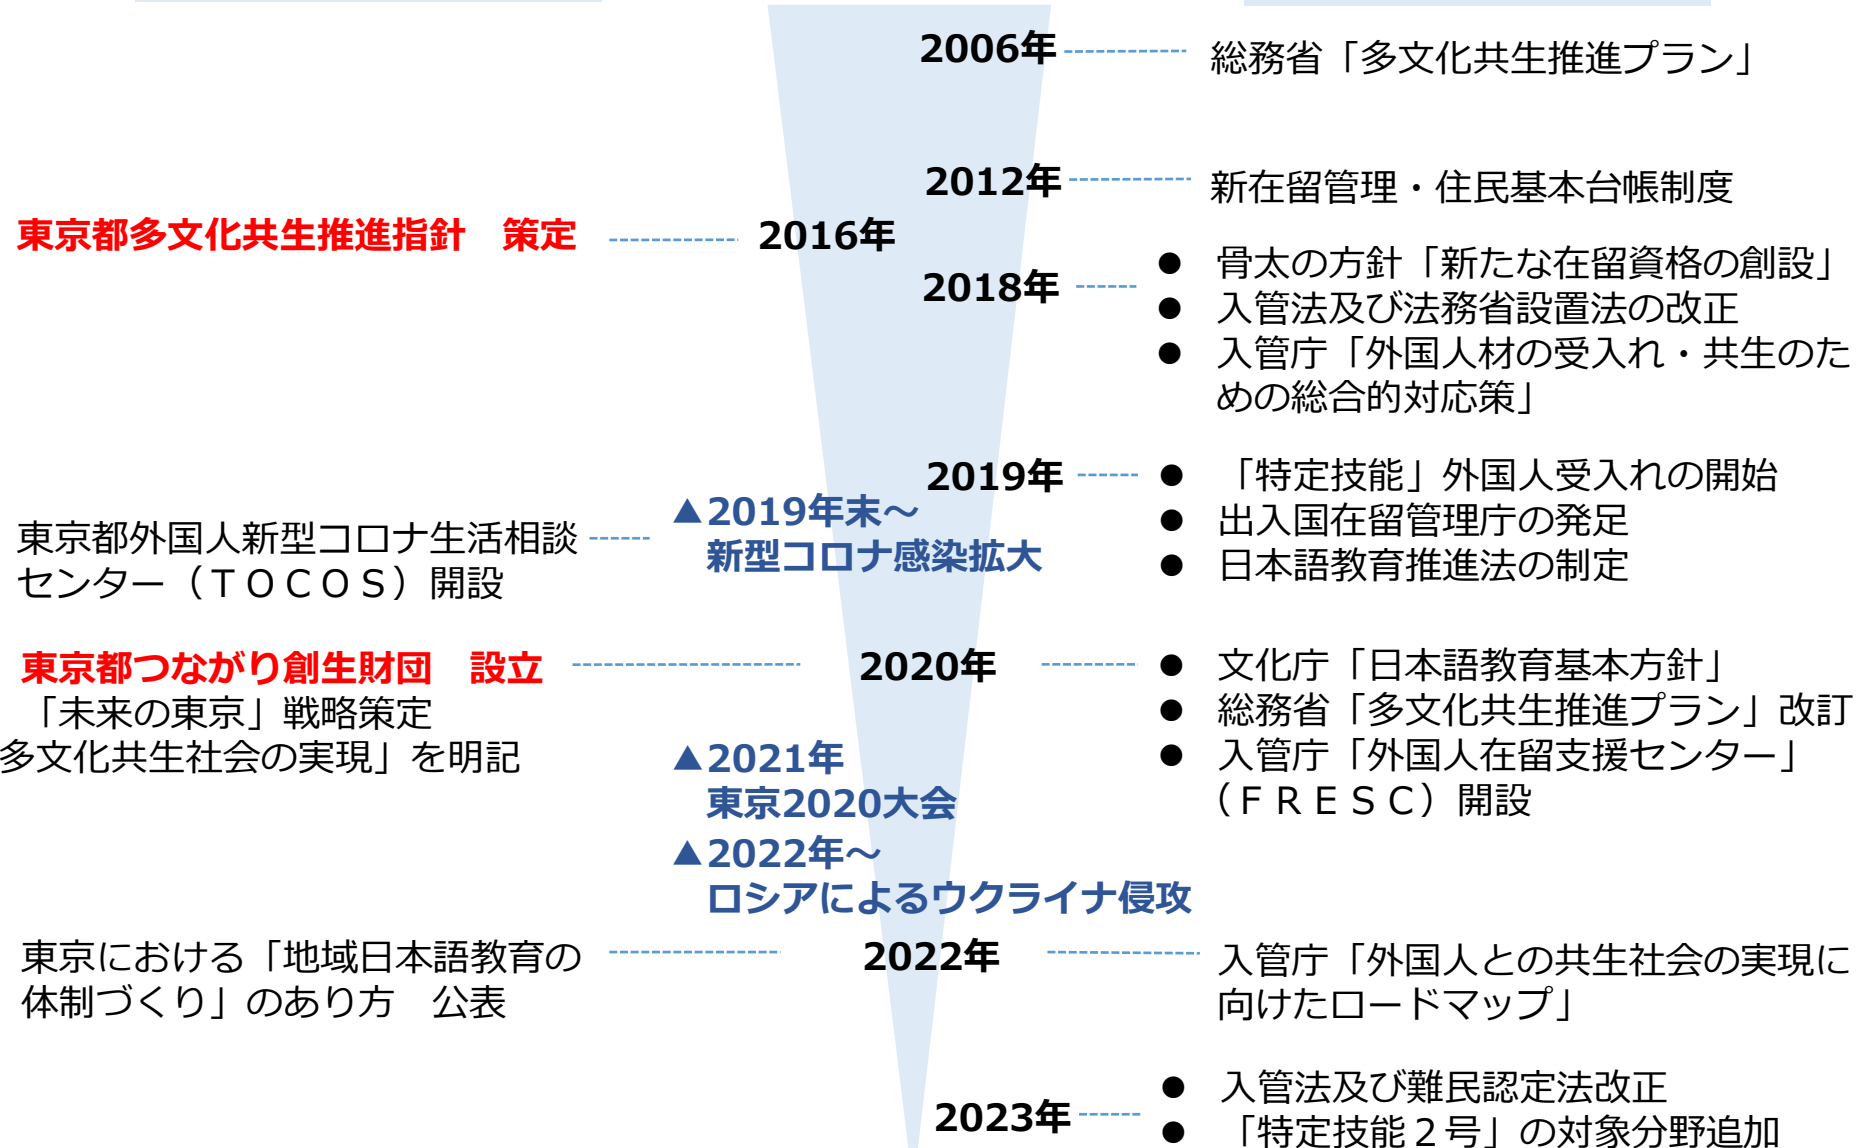 2006年
総務省「多文化共生推進プラン」
2012年
新在留管理・住民基本台帳制度
東京都多文化共生推進指針　策定
2016年
2018年
● 骨太の方針「新たな在留資格の創設」
● 入管法及び法務省設置法の改正
● 入管庁「外国人材の受入れ・共生のた
めの総合的対応策」
2019年
● 「特定技能」外国人受入れの開始
● 出入国在留管理庁の発足
● 日本語教育推進法の制定
▲2019年末～
新型コロナ感染拡大
東京都外国人新型コロナ生活相談
センター（ＴＯＣＯＳ）開設
東京都つながり創生財団　設立
「未来の東京」戦略策定
多文化共生社会の実現」を明記
2020年
● 文化庁「日本語教育基本方針」
● 総務省「多文化共生推進プラン」改訂
● 入管庁「外国人在留支援センター」
（ＦＲＥＳＣ）開設
▲2021年
東京2020大会
▲2022年～
ロシアによるウクライナ侵攻
東京における「地域日本語教育の
体制づくり」のあり方　公表
2022年
入管庁「外国人との共生社会の実現に
向けたロードマップ」
2023年
● 入管法及び難民認定法改正
● 「特定技能２号」の対象分野追加